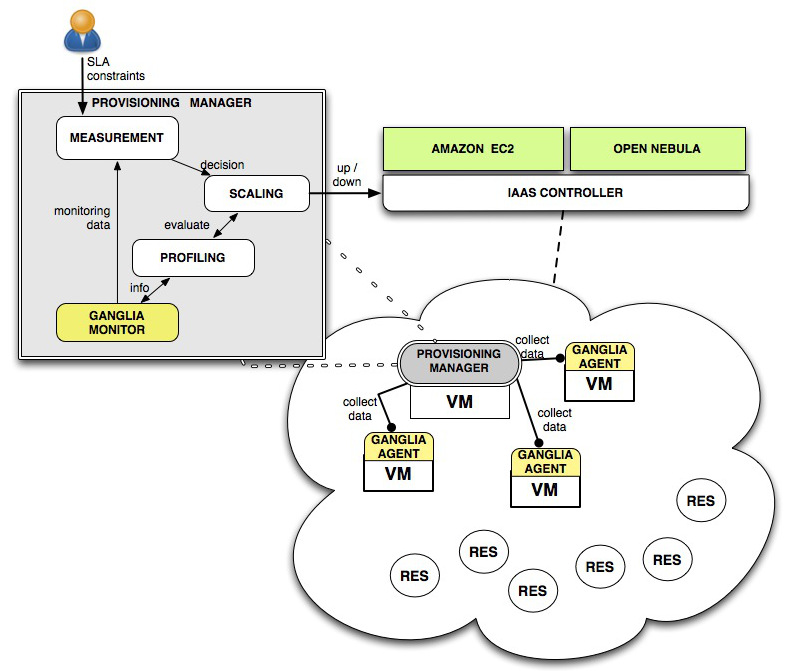 SLA
constraints
PROVISIONING MANAGER
MEASUREMENT
decision
SCALING
up /
down
AMAZON EC2
OPEN NEBULA
IAAS CONTROLLER
monitoring
data
evaluate
PROFILING
info
GANGLIA
MONITOR
PROVISIONING
MANAGER
VM
collect
data
GANGLIA
AGENT
VM
collect
data
GANGLIA
AGENT
VM
collect
data
GANGLIA
AGENT
VM
RES
RES
RES
RES
RES
RES